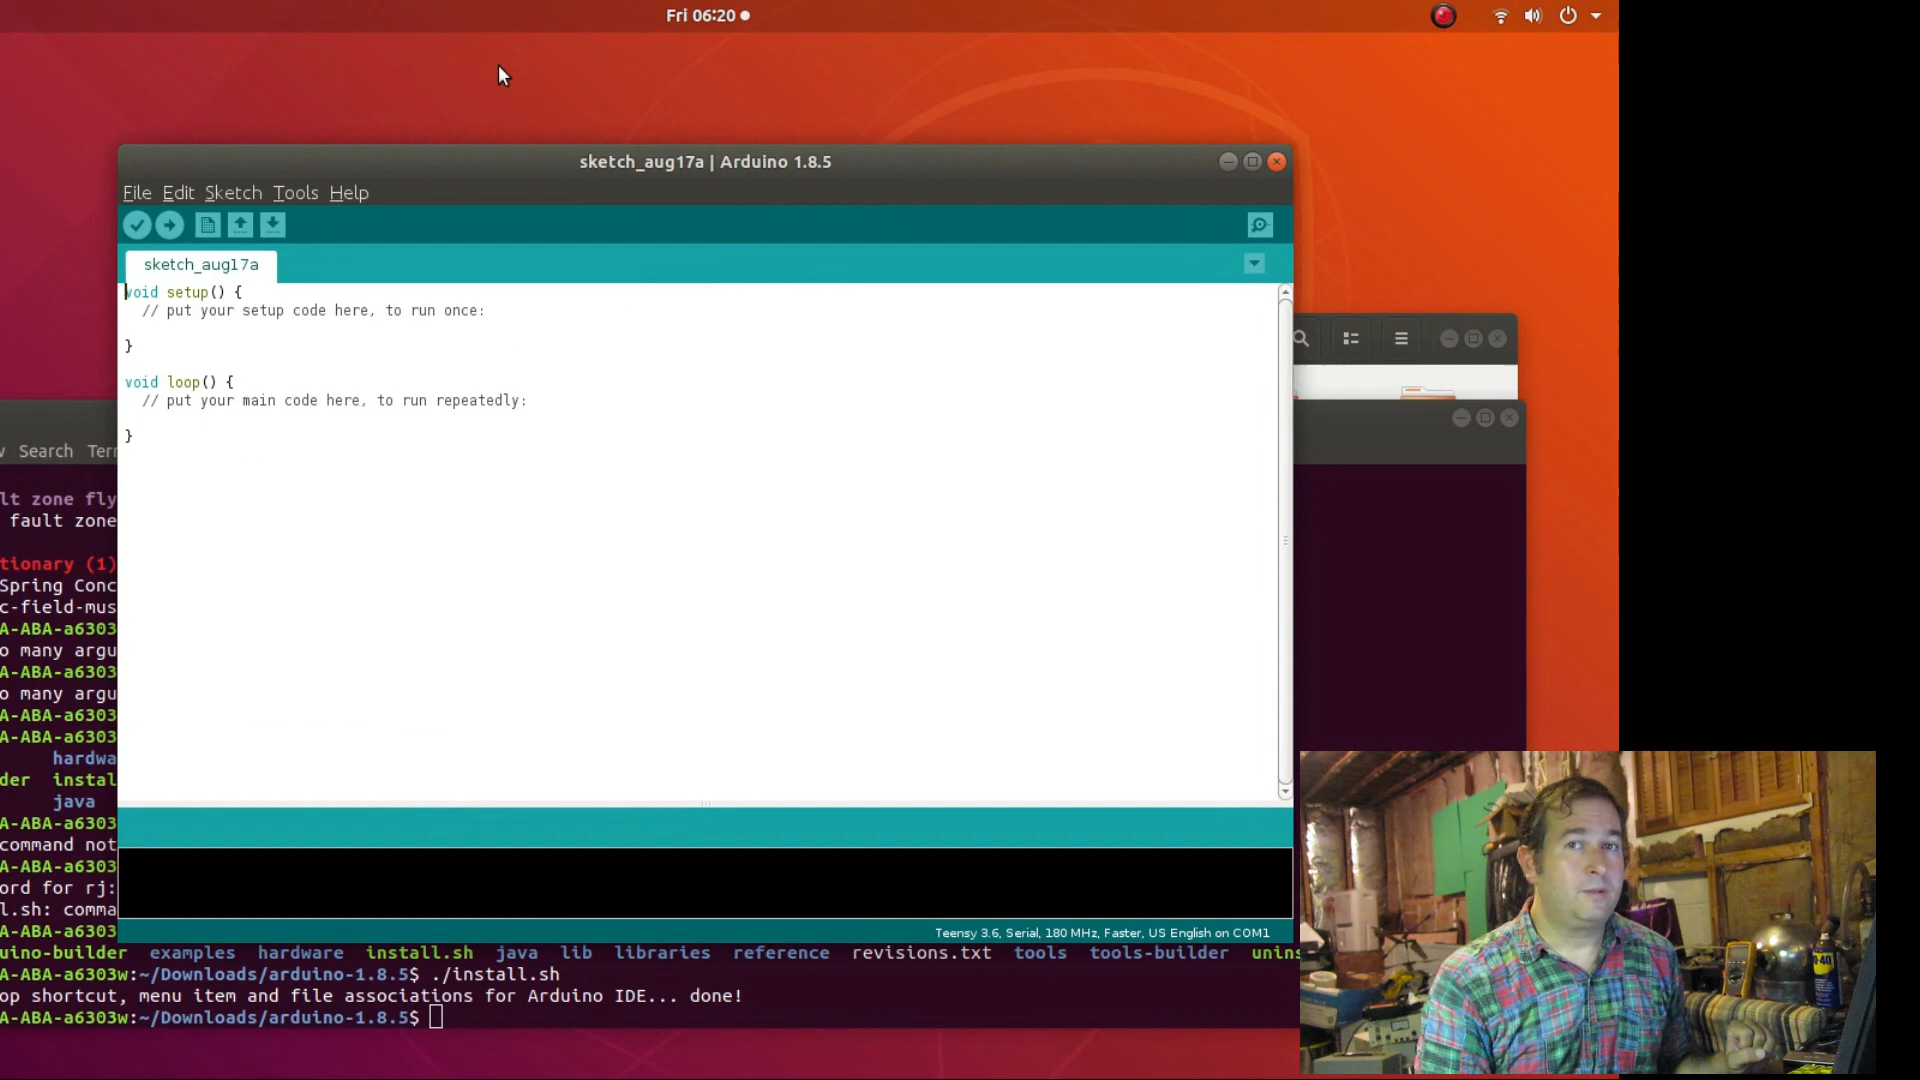 Fri 06:20
sketch_aug17a | Arduino 1.8.5
File Edit Sketch Tools Help
sketch_aug17a
void setup() {
// put your setup code here, to run once:
}
void loop() {
// put your main code here, to run repeatedly:
}
Search Terr
lt zone fly
fault zone
tionary (1)
Spring Conc
c-field-mus
A-ABA-a6303
o many argu
A-ABA-a6303
o many argu
A-ABA-a6303
A-ABA-a6303
hardwa
der instal
java
A-ABA-a6303
command not
A-ABA-a6303
ord for rj:
l.sh: comma
A-ABA-a6303
Teensy 3.6, Serial, 180 MHz, Faster, US English on COM1
uino-builder examples hardware install.sh java lib libraries reference revisions.txt tools tools-builder unins
A-ABA-a6303w:~/Downloads/arduino-1.8.5$ ./install.sh
op shortcut, menu item and file associations for Arduino IDE... done!
A-ABA-a6303w:~/Downloads/arduino-1.8.5$